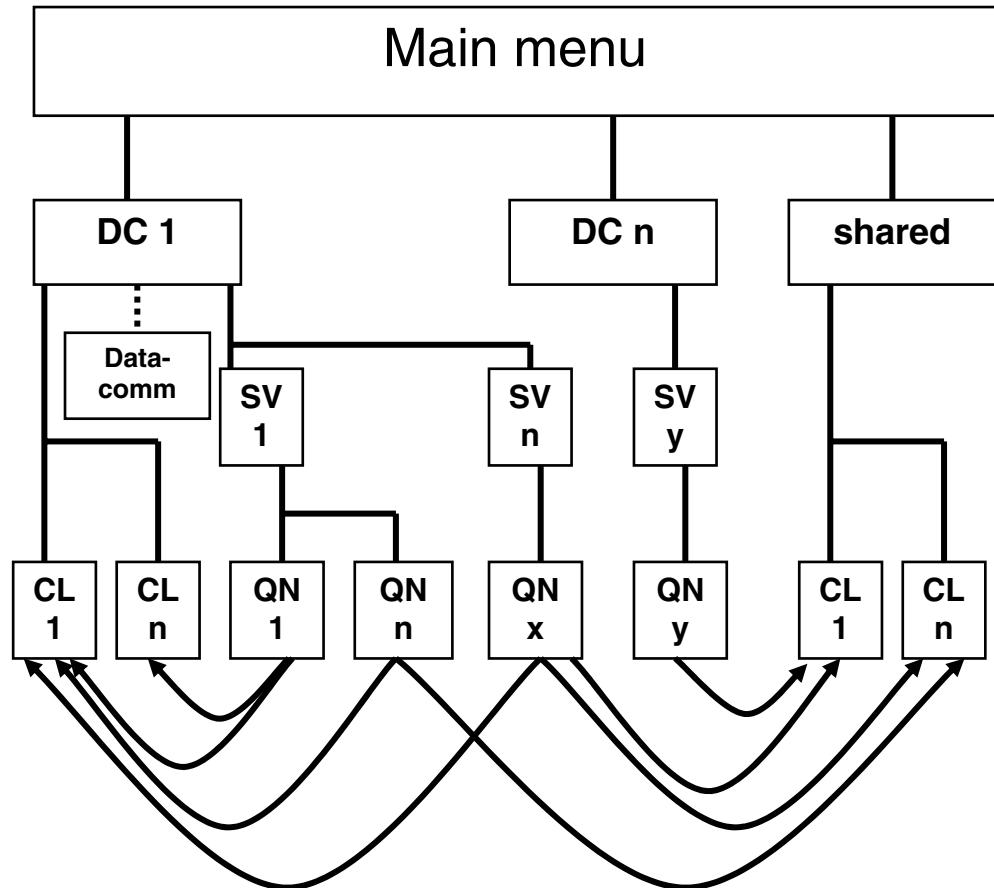 Main menu
DC 1
DC n
shared
Data-
comm
SV
1
SV
n
SV
y
CL
1
CL
n
QN
1
QN
n
QN
x
QN
y
CL
1
CL
n